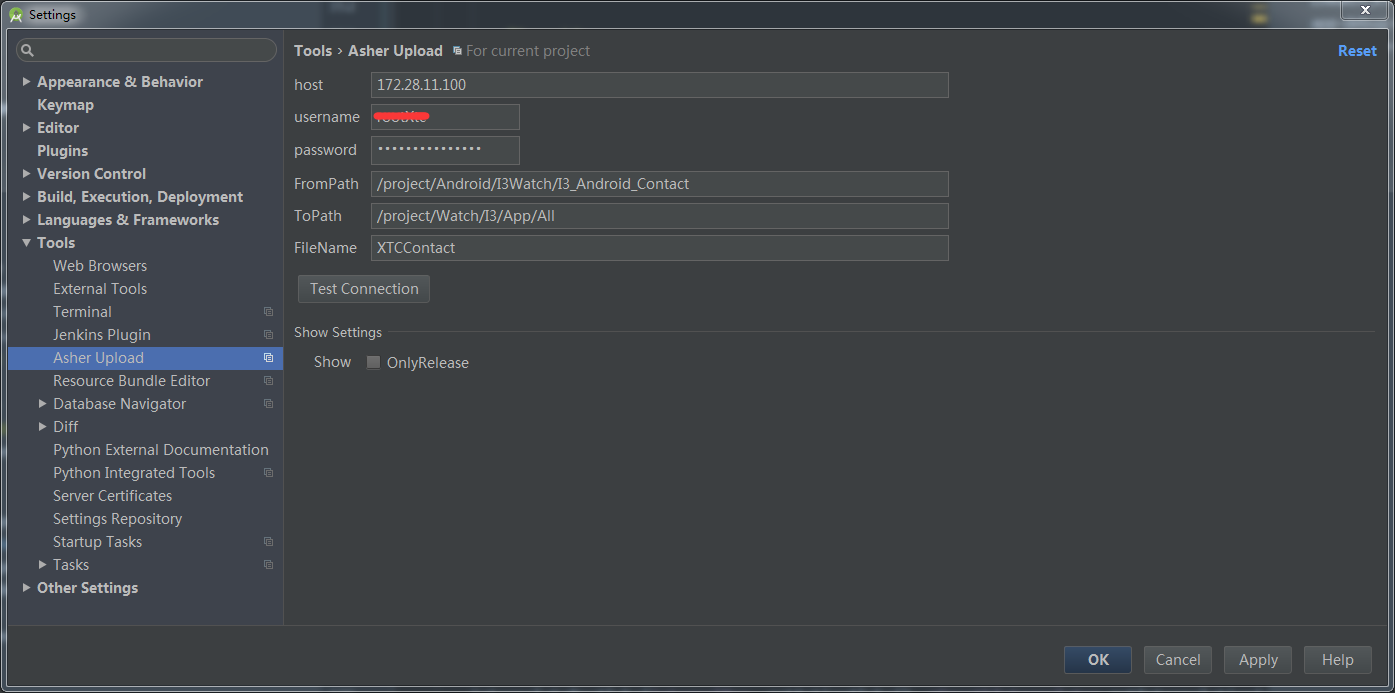 Settings
Tools › Asher Upload For current project Reset
Appearance & Behavior
Keymap
Editor
Plugins
Version Control
Build, Execution, Deployment
Languages & Frameworks
Tools
Web Browsers
External Tools
Terminal
Jenkins Plugin
Asher Upload
Resource Bundle Editor
Database Navigator
Diff
Python External Documentation
Python Integrated Tools
Server Certificates
Settings Repository
Startup Tasks
Tasks
Other Settings
host 172.28.11.100
username
password •••••••••••••••
FromPath /project/Android/I3Watch/I3_Android_Contact
ToPath /project/Watch/I3/App/All
FileName XTCContact
Test Connection
Show Settings
Show OnlyRelease
OK Cancel Apply Help